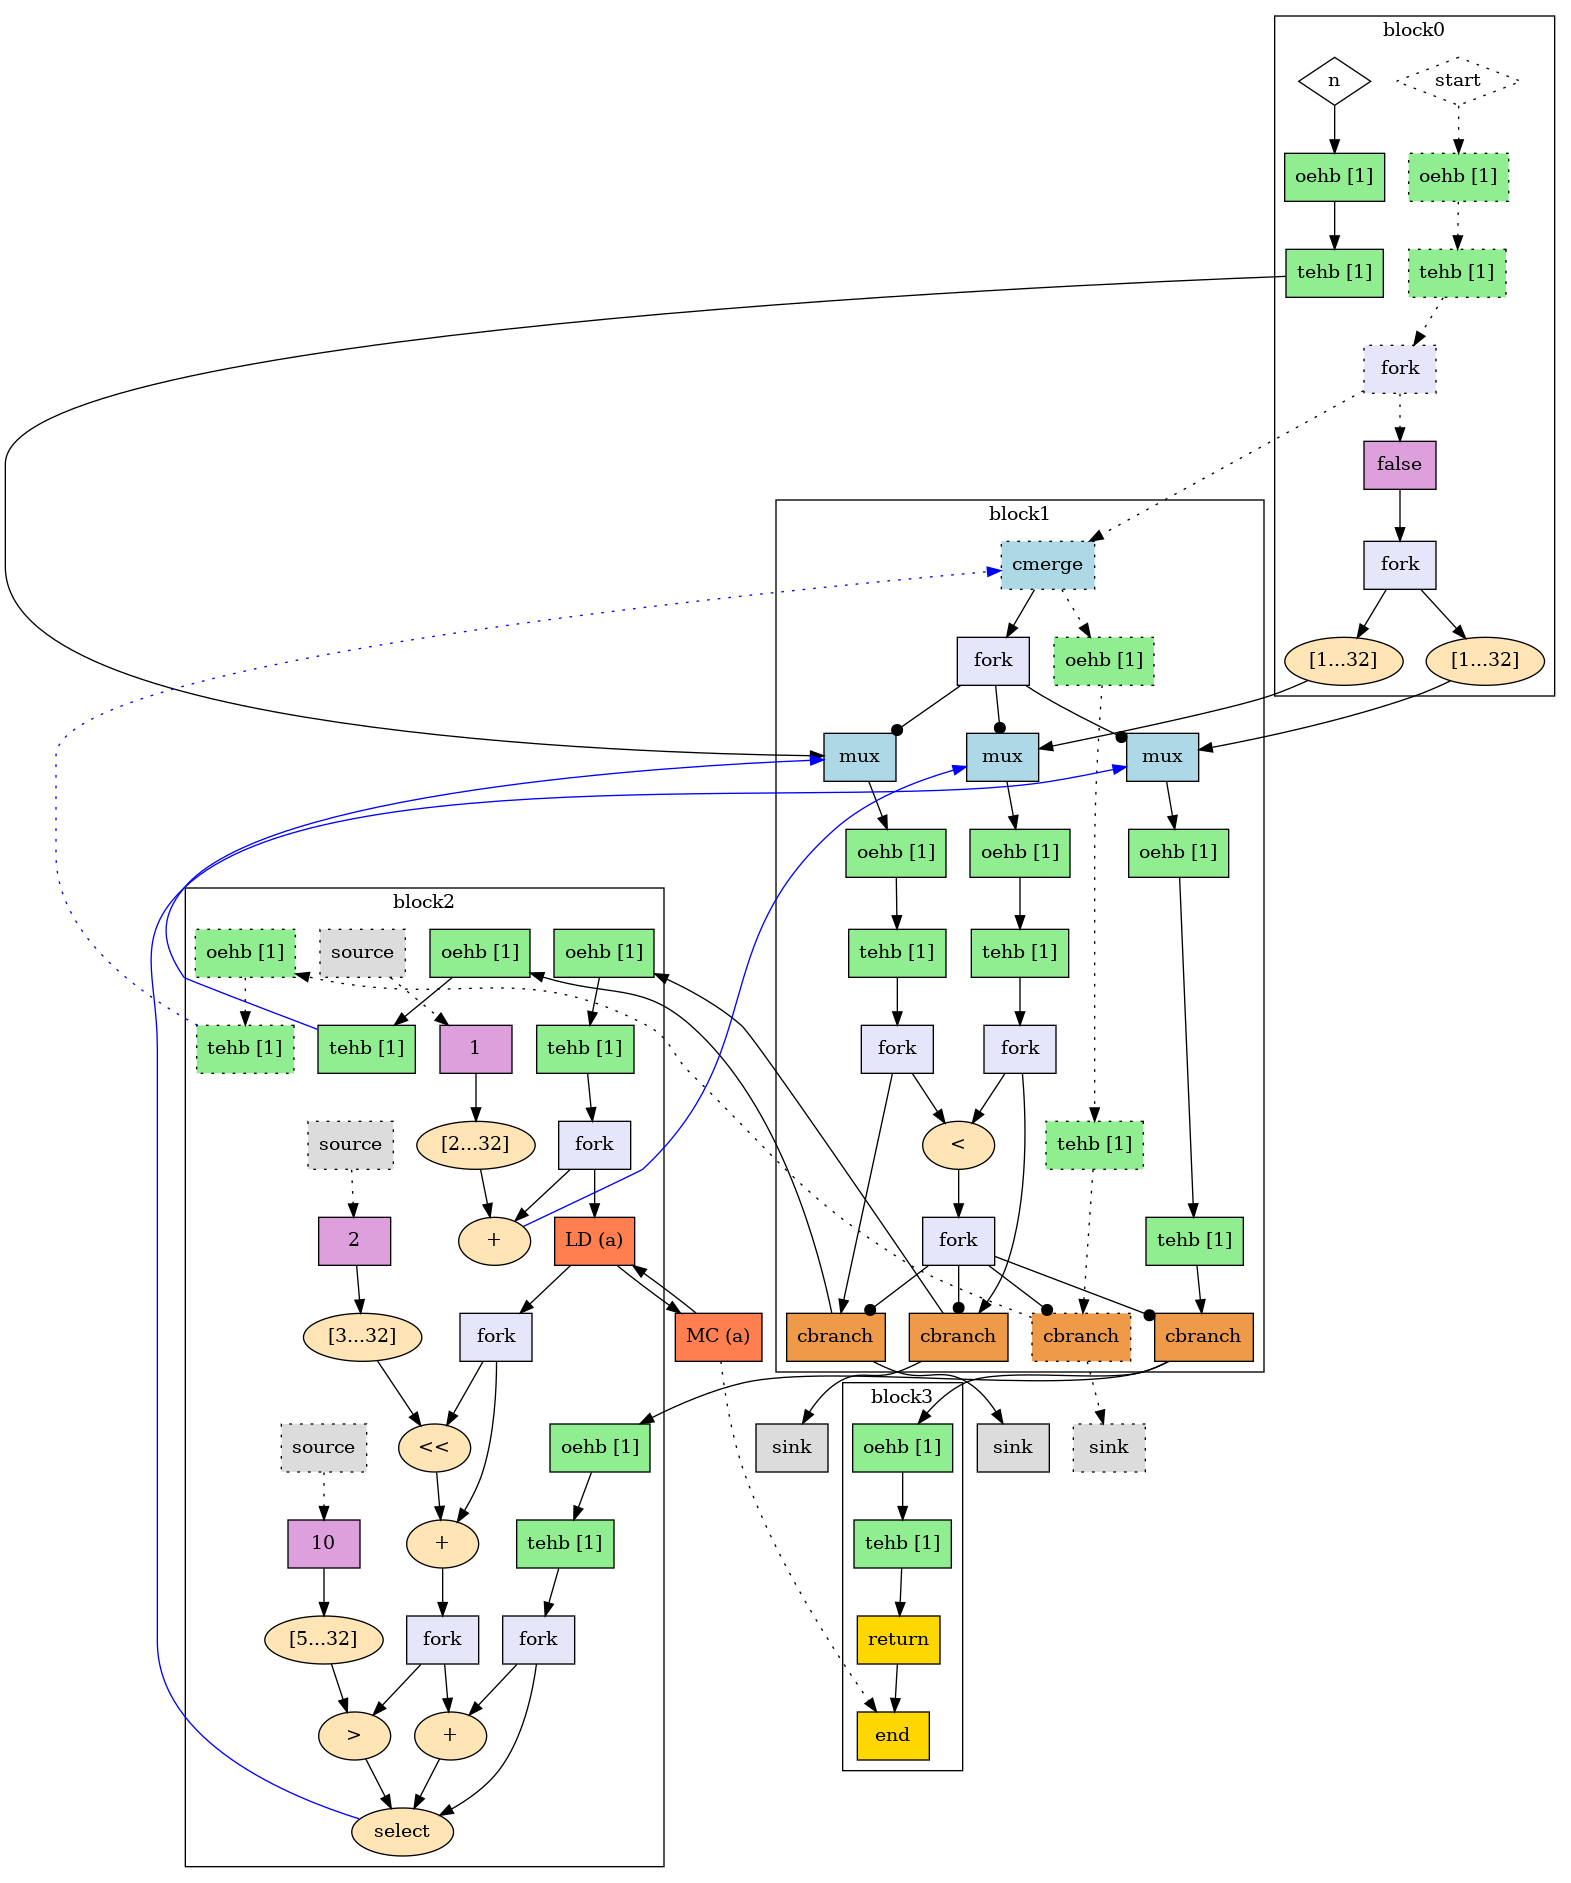 block0
n
start
oehb [1]
oehb [1]
tehb [1]
tehb [1]
fork
false
fork
[1...32]
[1...32]
block1
cmerge
fork
oehb [1]
mux
mux
mux
oehb [1]
oehb [1]
oehb [1]
tehb [1]
tehb [1]
fork
fork
<
tehb [1]
fork
tehb [1]
cbranch
cbranch
cbranch
cbranch
block2
oehb [1]
source
oehb [1]
oehb [1]
tehb [1]
tehb [1]
1
tehb [1]
source
[2...32]
fork
2
+
LD (a)
[3...32]
fork
MC (a)
source
<<
oehb [1]
10
+
tehb [1]
[5...32]
fork
fork
>
+
select
sink
block3
oehb [1]
sink
sink
tehb [1]
return
end